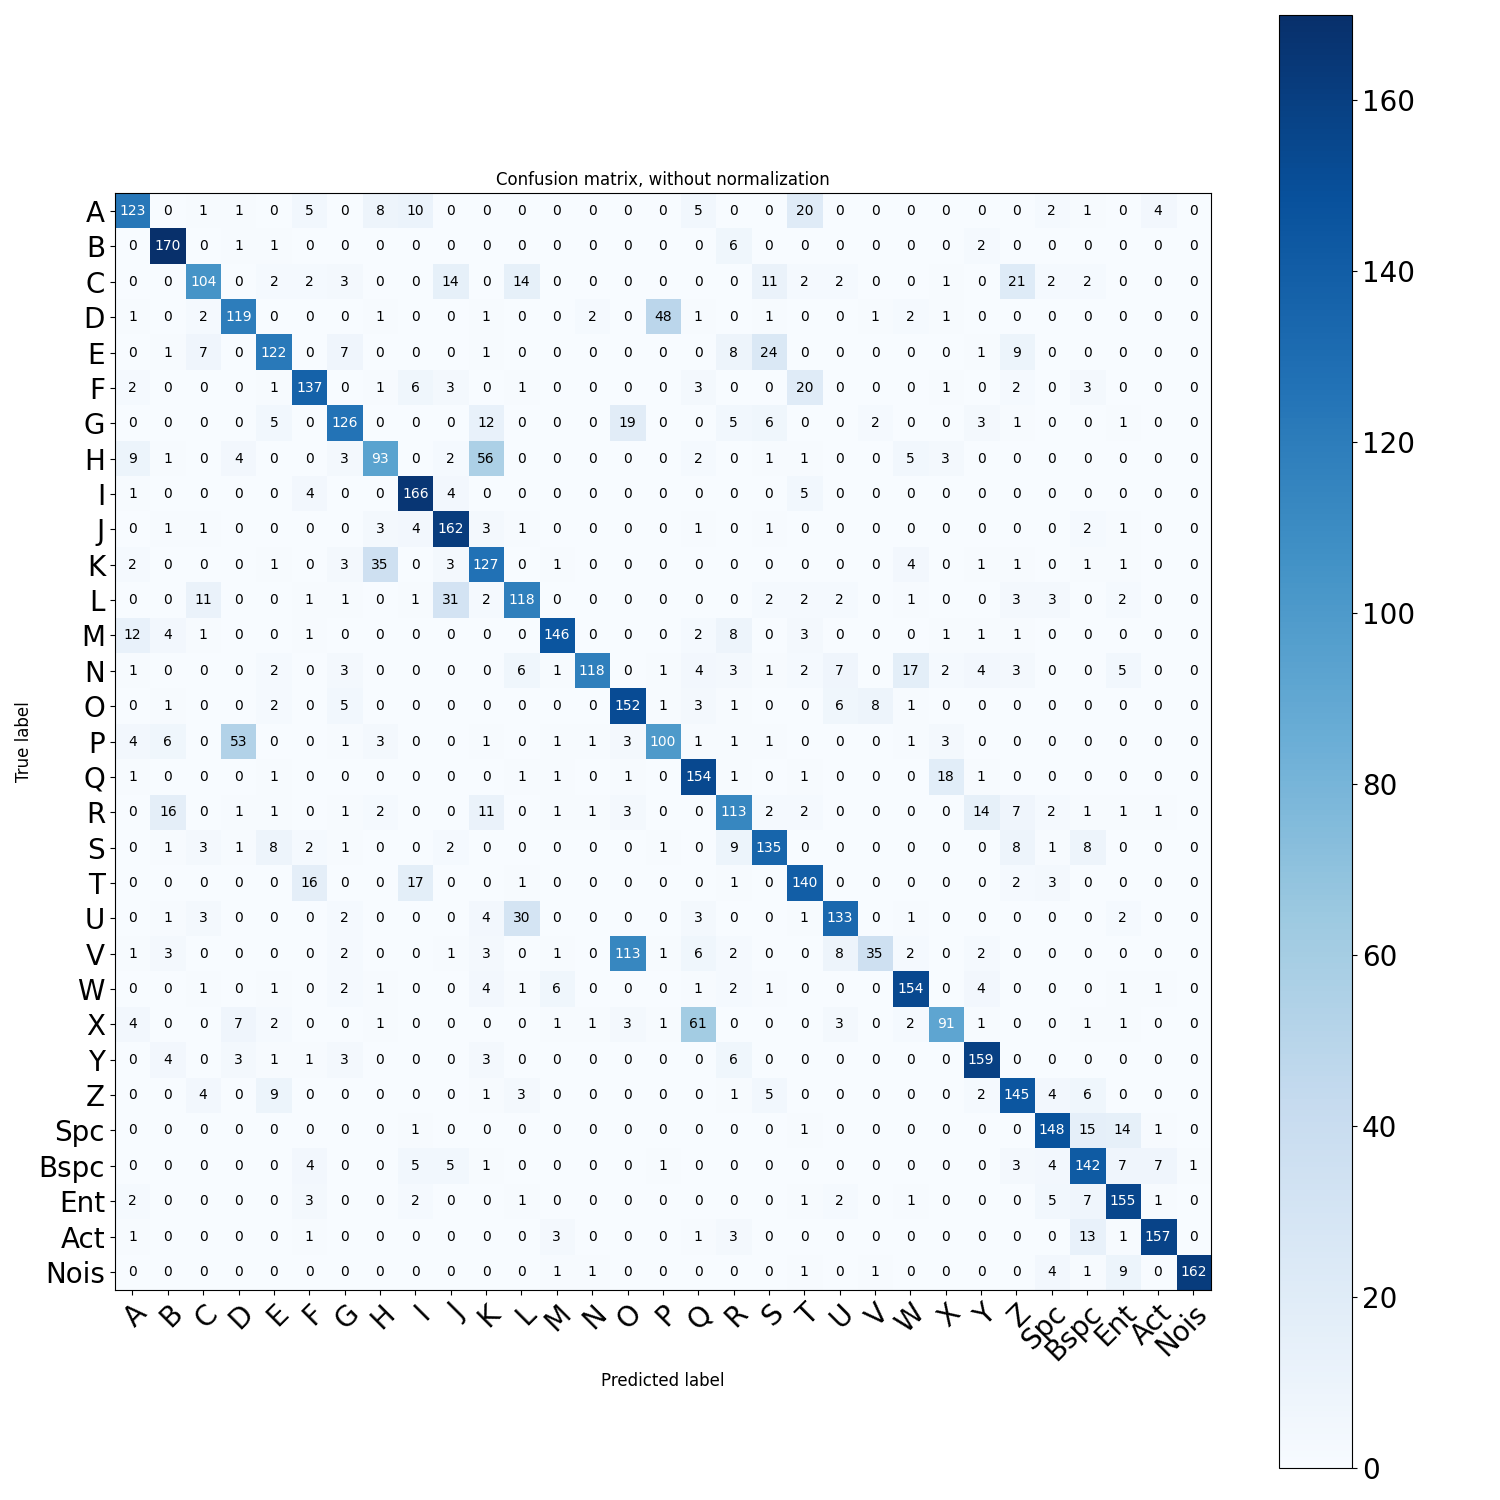 Confusion matrix, without normalization
True label
A 123 0 1 1 0 5 0 8 10 0 0 0 0 0 0 0 5 0 0 20 0 0 0 0 0 0 2 1 0 4 0
B 0 170 0 1 1 0 0 0 0 0 0 0 0 0 0 0 0 6 0 0 0 0 0 0 2 0 0 0 0 0 0
C 0 0 104 0 2 2 3 0 0 14 0 14 0 0 0 0 0 0 11 2 2 0 0 1 0 21 2 2 0 0 0
D 1 0 2 119 0 0 0 1 0 0 1 0 0 2 0 48 1 0 1 0 0 1 2 1 0 0 0 0 0 0 0
E 0 1 7 0 122 0 7 0 0 0 1 0 0 0 0 0 0 8 24 0 0 0 0 0 1 9 0 0 0 0 0
F 2 0 0 0 1 137 0 1 6 3 0 1 0 0 0 0 3 0 0 20 0 0 0 1 0 2 0 3 0 0 0
G 0 0 0 0 5 0 126 0 0 0 12 0 0 0 19 0 0 5 6 0 0 2 0 0 3 1 0 0 1 0 0
H 9 1 0 4 0 0 3 93 0 2 56 0 0 0 0 0 2 0 1 1 0 0 5 3 0 0 0 0 0 0 0
I 1 0 0 0 0 4 0 0 166 4 0 0 0 0 0 0 0 0 0 5 0 0 0 0 0 0 0 0 0 0 0
J 0 1 1 0 0 0 0 3 4 162 3 1 0 0 0 0 1 0 1 0 0 0 0 0 0 0 0 2 1 0 0
K 2 0 0 0 1 0 3 35 0 3 127 0 1 0 0 0 0 0 0 0 0 0 4 0 1 1 0 1 1 0 0
L 0 0 11 0 0 1 1 0 1 31 2 118 0 0 0 0 0 0 2 2 2 0 1 0 0 3 3 0 2 0 0
M 12 4 1 0 0 1 0 0 0 0 0 0 146 0 0 0 2 8 0 3 0 0 0 1 1 1 0 0 0 0 0
N 1 0 0 0 2 0 3 0 0 0 0 6 1 118 0 1 4 3 1 2 7 0 17 2 4 3 0 0 5 0 0
O 0 1 0 0 2 0 5 0 0 0 0 0 0 0 152 1 3 1 0 0 6 8 1 0 0 0 0 0 0 0 0
P 4 6 0 53 0 0 1 3 0 0 1 0 1 1 3 100 1 1 1 0 0 0 1 3 0 0 0 0 0 0 0
Q 1 0 0 0 1 0 0 0 0 0 0 1 1 0 1 0 154 1 0 1 0 0 0 18 1 0 0 0 0 0 0
R 0 16 0 1 1 0 1 2 0 0 11 0 1 1 3 0 0 113 2 2 0 0 0 0 14 7 2 1 1 1 0
S 0 1 3 1 8 2 1 0 0 2 0 0 0 0 0 1 0 9 135 0 0 0 0 0 0 8 1 8 0 0 0
T 0 0 0 0 0 16 0 0 17 0 0 1 0 0 0 0 0 1 0 140 0 0 0 0 0 2 3 0 0 0 0
U 0 1 3 0 0 0 2 0 0 0 4 30 0 0 0 0 3 0 0 1 133 0 1 0 0 0 0 0 2 0 0
V 1 3 0 0 0 0 2 0 0 1 3 0 1 0 113 1 6 2 0 0 8 35 2 0 2 0 0 0 0 0 0
W 0 0 1 0 1 0 2 1 0 0 4 1 6 0 0 0 1 2 1 0 0 0 154 0 4 0 0 0 1 1 0
X 4 0 0 7 2 0 0 1 0 0 0 0 1 1 3 1 61 0 0 0 3 0 2 91 1 0 0 1 1 0 0
Y 0 4 0 3 1 1 3 0 0 0 3 0 0 0 0 0 0 6 0 0 0 0 0 0 159 0 0 0 0 0 0
Z 0 0 4 0 9 0 0 0 0 0 1 3 0 0 0 0 0 1 5 0 0 0 0 0 2 145 4 6 0 0 0
Spc 0 0 0 0 0 0 0 0 1 0 0 0 0 0 0 0 0 0 0 1 0 0 0 0 0 0 148 15 14 1 0
Bspc 0 0 0 0 0 4 0 0 5 5 1 0 0 0 0 1 0 0 0 0 0 0 0 0 0 3 4 142 7 7 1
Ent 2 0 0 0 0 3 0 0 2 0 0 1 0 0 0 0 0 0 0 1 2 0 1 0 0 0 5 7 155 1 0
Act 1 0 0 0 0 1 0 0 0 0 0 0 3 0 0 0 1 3 0 0 0 0 0 0 0 0 0 13 1 157 0
Nois 0 0 0 0 0 0 0 0 0 0 0 0 1 1 0 0 0 0 0 1 0 1 0 0 0 0 4 1 9 0 162
A B C D E F G H I J K L M N O P Q R S T U V W X Y Z Spc Bspc Ent Act Nois
Predicted label
160
140
120
100
80
60
40
20
0